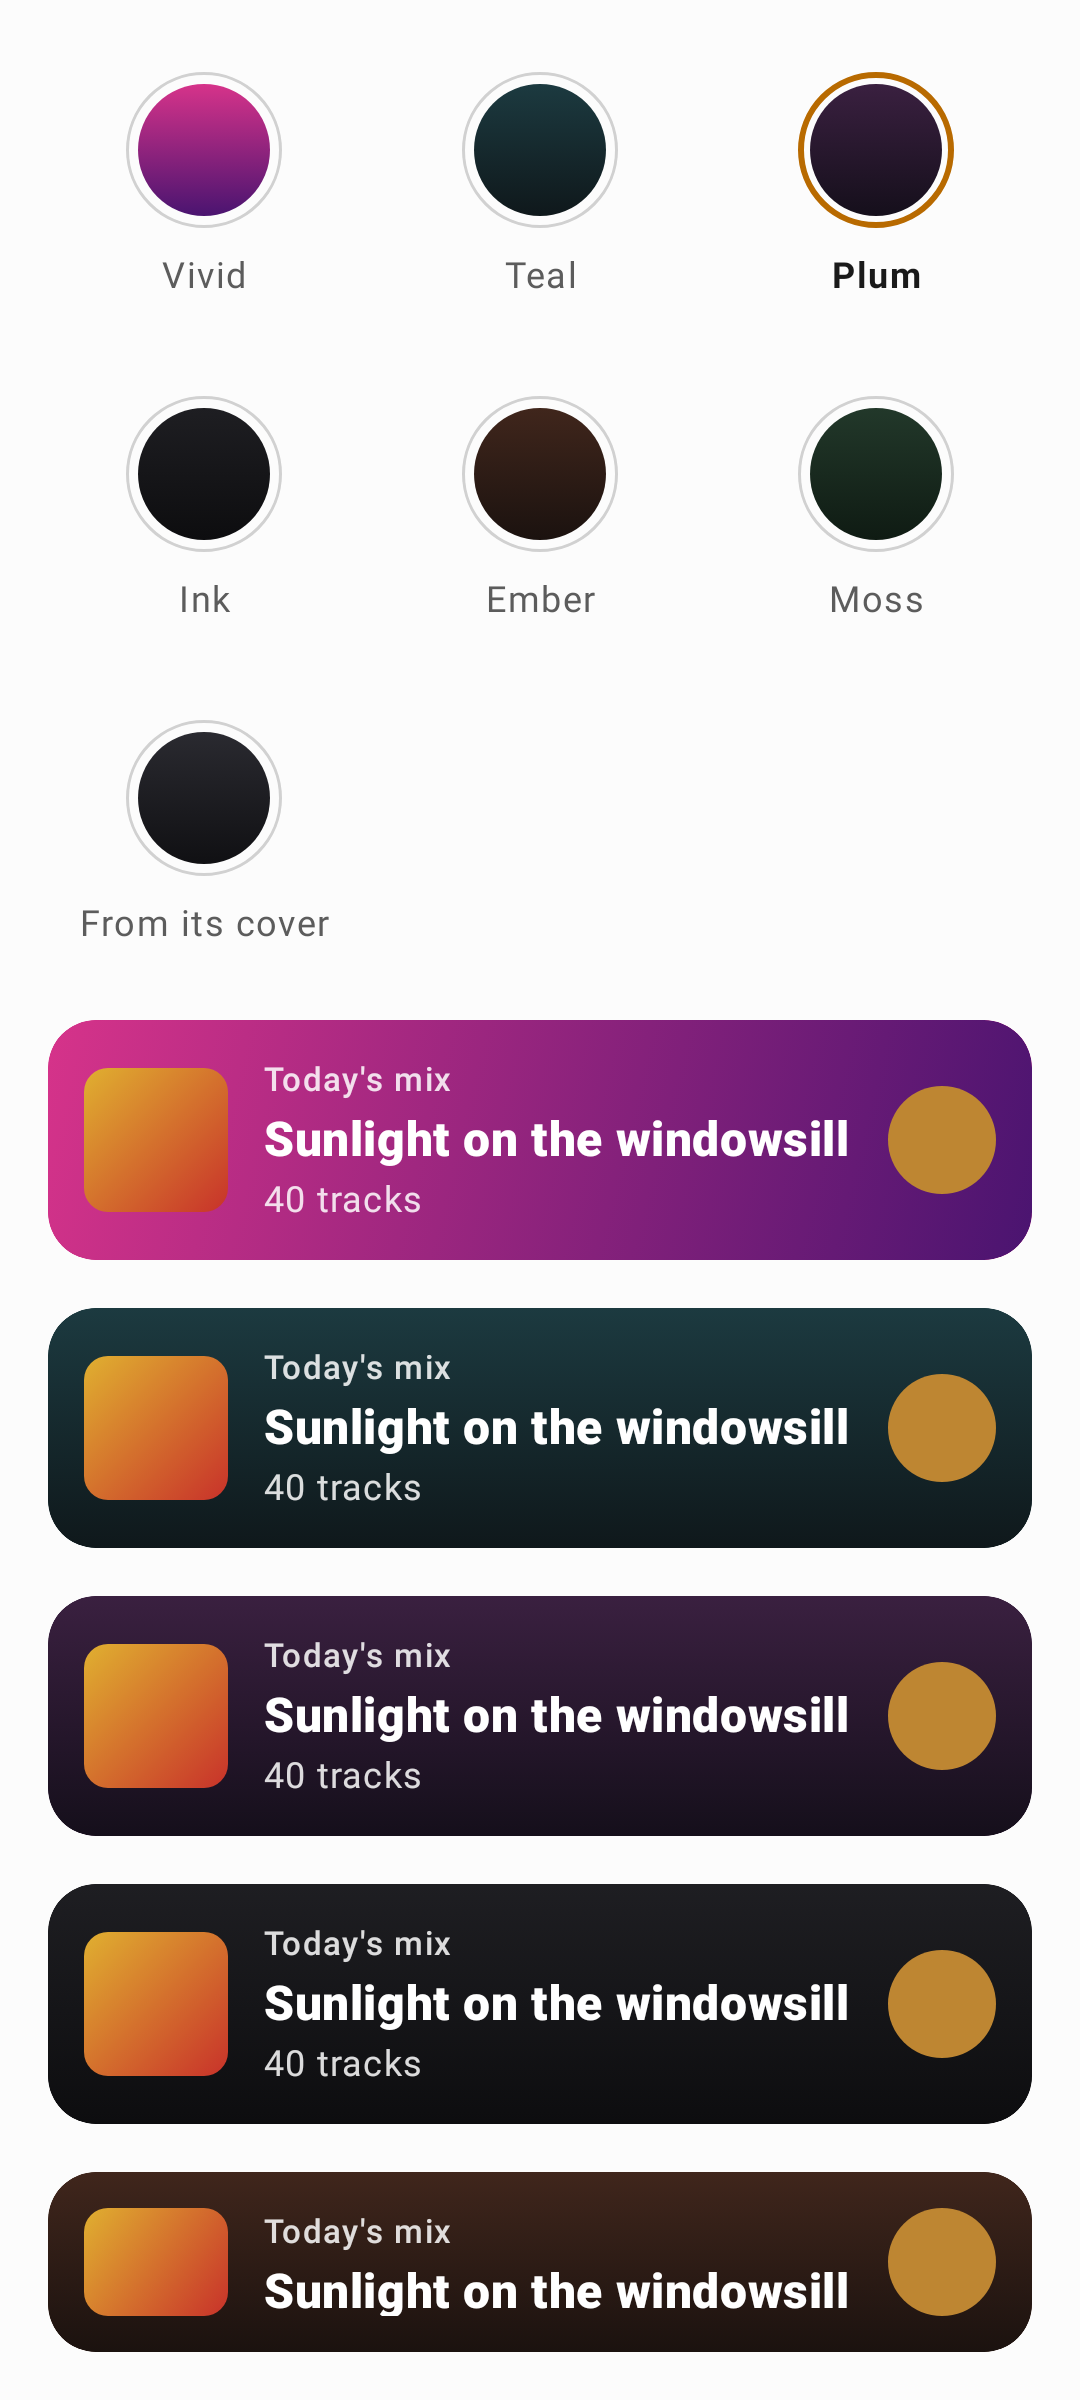 Vivid
Teal
Plum
Ink
Ember
Moss
From its cover
Today's mix
Sunlight on the windowsill
40 tracks
Today's mix
Sunlight on the windowsill
40 tracks
Today's mix
Sunlight on the windowsill
40 tracks
Today's mix
Sunlight on the windowsill
40 tracks
Today's mix
Sunlight on the windowsill